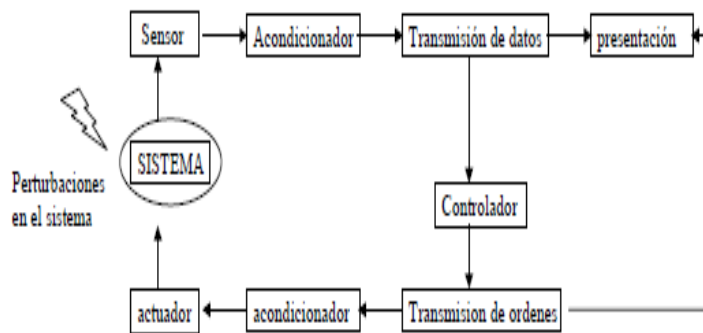 Sensor
Acondicionador
Transmisión de datos
presentación
SISTEMA
Perturbaciones
en el sistema
Controlador
actuador
acondicionador
Transmision de ordenes